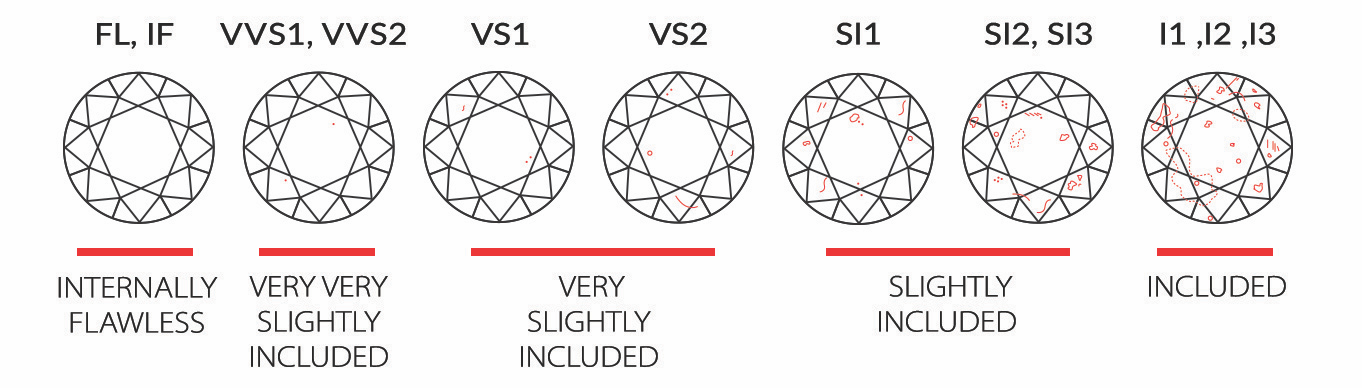 FL, IF
VVS1, VVS2
VS1
VS2
SI1
SI2, SI3
I1 ,I2 ,I3
INTERNALLY
FLAWLESS
VERY VERY
SLIGHTLY
INCLUDED
VERY
SLIGHTLY
INCLUDED
SLIGHTLY
INCLUDED
INCLUDED